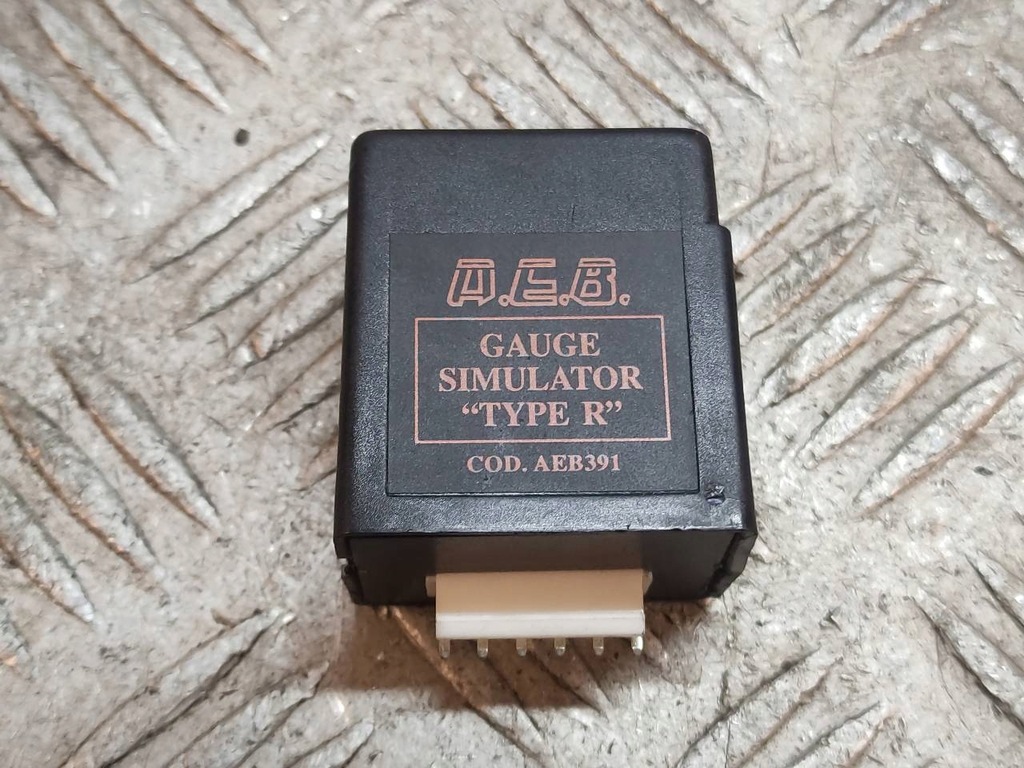 A.E.B.
GAUGE
SIMULATOR
“TYPE R”
COD. AEB391